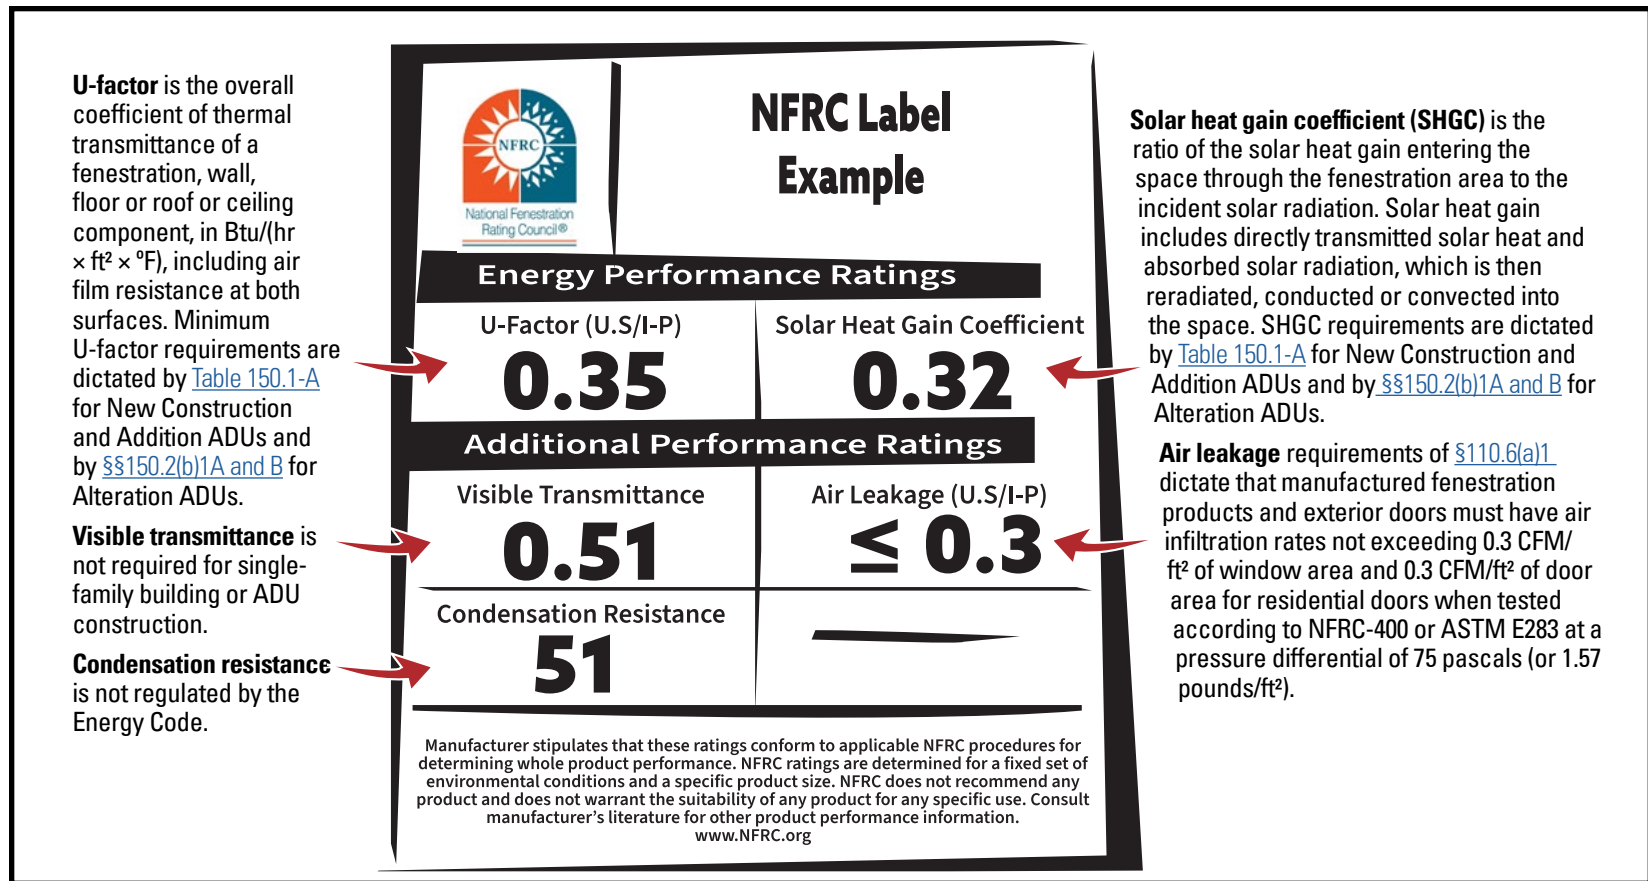 U-factor is the overall
coefficient of thermal
transmittance of a
fenestration, wall,
floor or roof or ceiling
component, in Btu/(hr
× ft² × ºF), including air
film resistance at both
surfaces. Minimum
U-factor requirements are
dictated by Table 150.1-A
for New Construction
and Addition ADUs and
by §§150.2(b)1A and B for
Alteration ADUs.
Visible transmittance is
not required for single-
family building or ADU
construction.
Condensation resistance
is not regulated by the
Energy Code.
NFRC
National Fenestration
Rating Council®
NFRC Label
Example
Energy Performance Ratings
U-Factor (U.S/I-P)
0.35
Solar Heat Gain Coefficient
0.32
Additional Performance Ratings
Visible Transmittance
0.51
Air Leakage (U.S/I-P)
≤ 0.3
Condensation Resistance
51
Manufacturer stipulates that these ratings conform to applicable NFRC procedures for
determining whole product performance. NFRC ratings are determined for a fixed set of
environmental conditions and a specific product size. NFRC does not recommend any
product and does not warrant the suitability of any product for any specific use. Consult
manufacturer’s literature for other product performance information.
www.NFRC.org
Solar heat gain coefficient (SHGC) is the
ratio of the solar heat gain entering the
space through the fenestration area to the
incident solar radiation. Solar heat gain
includes directly transmitted solar heat and
absorbed solar radiation, which is then
reradiated, conducted or convected into
the space. SHGC requirements are dictated
by Table 150.1-A for New Construction and
Addition ADUs and by §§150.2(b)1A and B for
Alteration ADUs.
Air leakage requirements of §110.6(a)1
dictate that manufactured fenestration
products and exterior doors must have air
infiltration rates not exceeding 0.3 CFM/
ft² of window area and 0.3 CFM/ft² of door
area for residential doors when tested
according to NFRC-400 or ASTM E283 at a
pressure differential of 75 pascals (or 1.57
pounds/ft²).